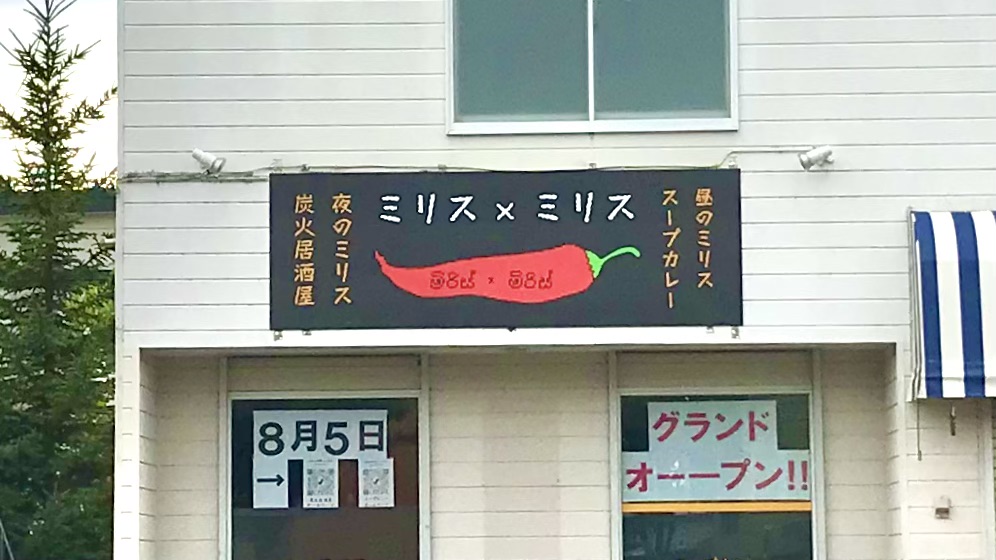 ミリス×ミリス
昼のミリス
スープカレー
夜のミリス
炭火居酒屋
මිරිස් × මිරිස්
8月5日
→
グランド
オープン!!